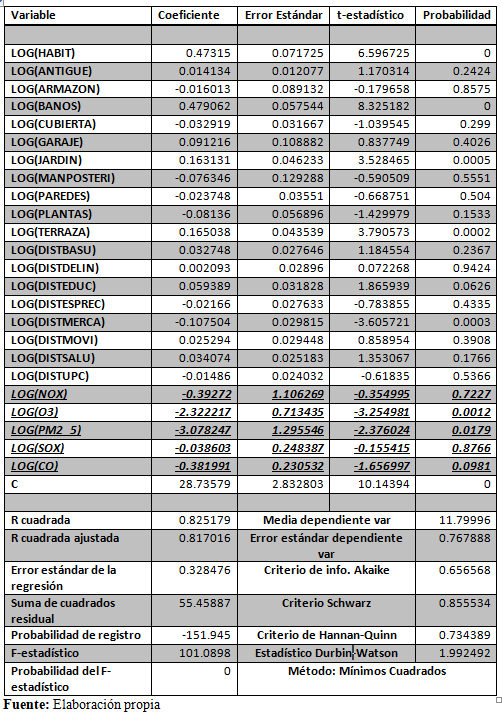 Variable Coeficiente Error Estándar t-estadístico Probabilidad
LOG(HABIT) 0.47315 0.071725 6.596725 0
LOG(ANTIGUE) 0.014134 0.012077 1.170314 0.2424
LOG(ARMAZON) -0.016013 0.089132 -0.179658 0.8575
LOG(BANOS) 0.479062 0.057544 8.325182 0
LOG(CUBIERTA) -0.032919 0.031667 -1.039545 0.299
LOG(GARAJE) 0.091216 0.108882 0.837749 0.4026
LOG(JARDIN) 0.163131 0.046233 3.528465 0.0005
LOG(MANPOSTERI) -0.076346 0.129288 -0.590509 0.5551
LOG(PAREDES) -0.023748 0.03551 -0.668751 0.504
LOG(PLANTAS) -0.08136 0.056896 -1.429979 0.1533
LOG(TERRAZA) 0.165038 0.043539 3.790573 0.0002
LOG(DISTBASU) 0.032748 0.027646 1.184554 0.2367
LOG(DISTDELIN) 0.002093 0.02896 0.072268 0.9424
LOG(DISTEDUC) 0.059389 0.031828 1.865939 0.0626
LOG(DISTESPREC) -0.02166 0.027633 -0.783855 0.4335
LOG(DISTMERCA) -0.107504 0.029815 -3.605721 0.0003
LOG(DISTMOVI) 0.025294 0.029448 0.858954 0.3908
LOG(DISTSALU) 0.034074 0.025183 1.353067 0.1766
LOG(DISTUPC) -0.01486 0.024032 -0.61835 0.5366
LOG(NOX) -0.39272 1.106269 -0.354995 0.7227
LOG(O3) -2.322217 0.713435 -3.254981 0.0012
LOG(PM2_5) -3.078247 1.295546 -2.376024 0.0179
LOG(SOX) -0.038603 0.248387 -0.155415 0.8766
LOG(CO) -0.381991 0.230532 -1.656997 0.0981
C 28.73579 2.832803 10.14394 0
R cuadrada 0.825179 Media dependiente var 11.79996
R cuadrada ajustada 0.817016 Error estándar dependiente var 0.767888
Error estándar de la regresión 0.328476 Criterio de info. Akaike 0.656568
Suma de cuadrados residual 55.45887 Criterio Schwarz 0.855534
Probabilidad de registro -151.945 Criterio de Hannan-Quinn 0.734389
F-estadístico 101.0898 Estadístico Durbin-Watson 1.992492
Probabilidad del F-estadístico 0 Método: Mínimos Cuadrados
Fuente: Elaboración propia